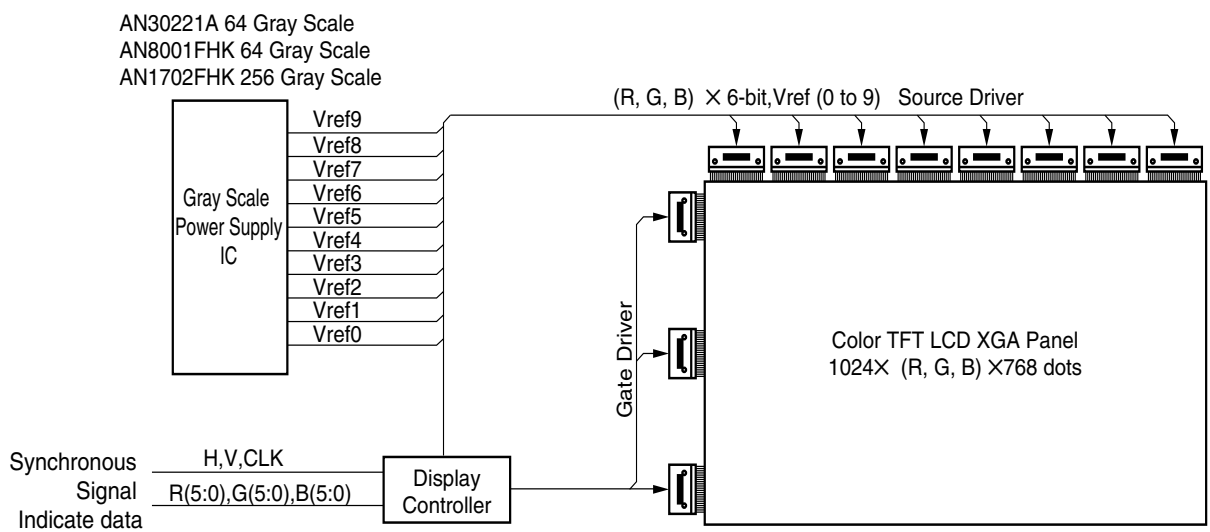 AN30221A 64 Gray Scale
AN8001FHK 64 Gray Scale
AN1702FHK 256 Gray Scale
(R, G, B) ×6-bit,Vref (0 to 9) Source Driver
Vref9
Vref8
Vref7
Vref6
Vref5
Vref4
Vref3
Vref2
Vref1
Vref0
Gray Scale
Power Supply
IC
Gate Driver
Color TFT LCD XGA Panel
1024× (R, G, B) ×768 dots
Synchronous
Signal
Indicate data
H,V,CLK
R(5:0),G(5:0),B(5:0)
Display
Controller